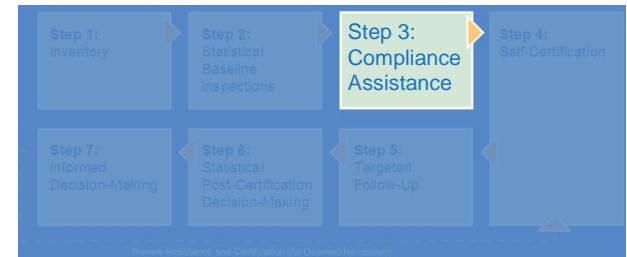 Step 1:
Inventory
Step 2:
Statistical
Baseline
Inspections
Step 3:
Compliance
Assistance
Step 4:
Self-Certification
Step 7:
Informed
Decision-Making
Step 6:
Statistical
Post-Certification
Decision-Making
Step 5:
Targeted
Follow-Up
Renew Assistance and Certification (As Deemed Necessary)